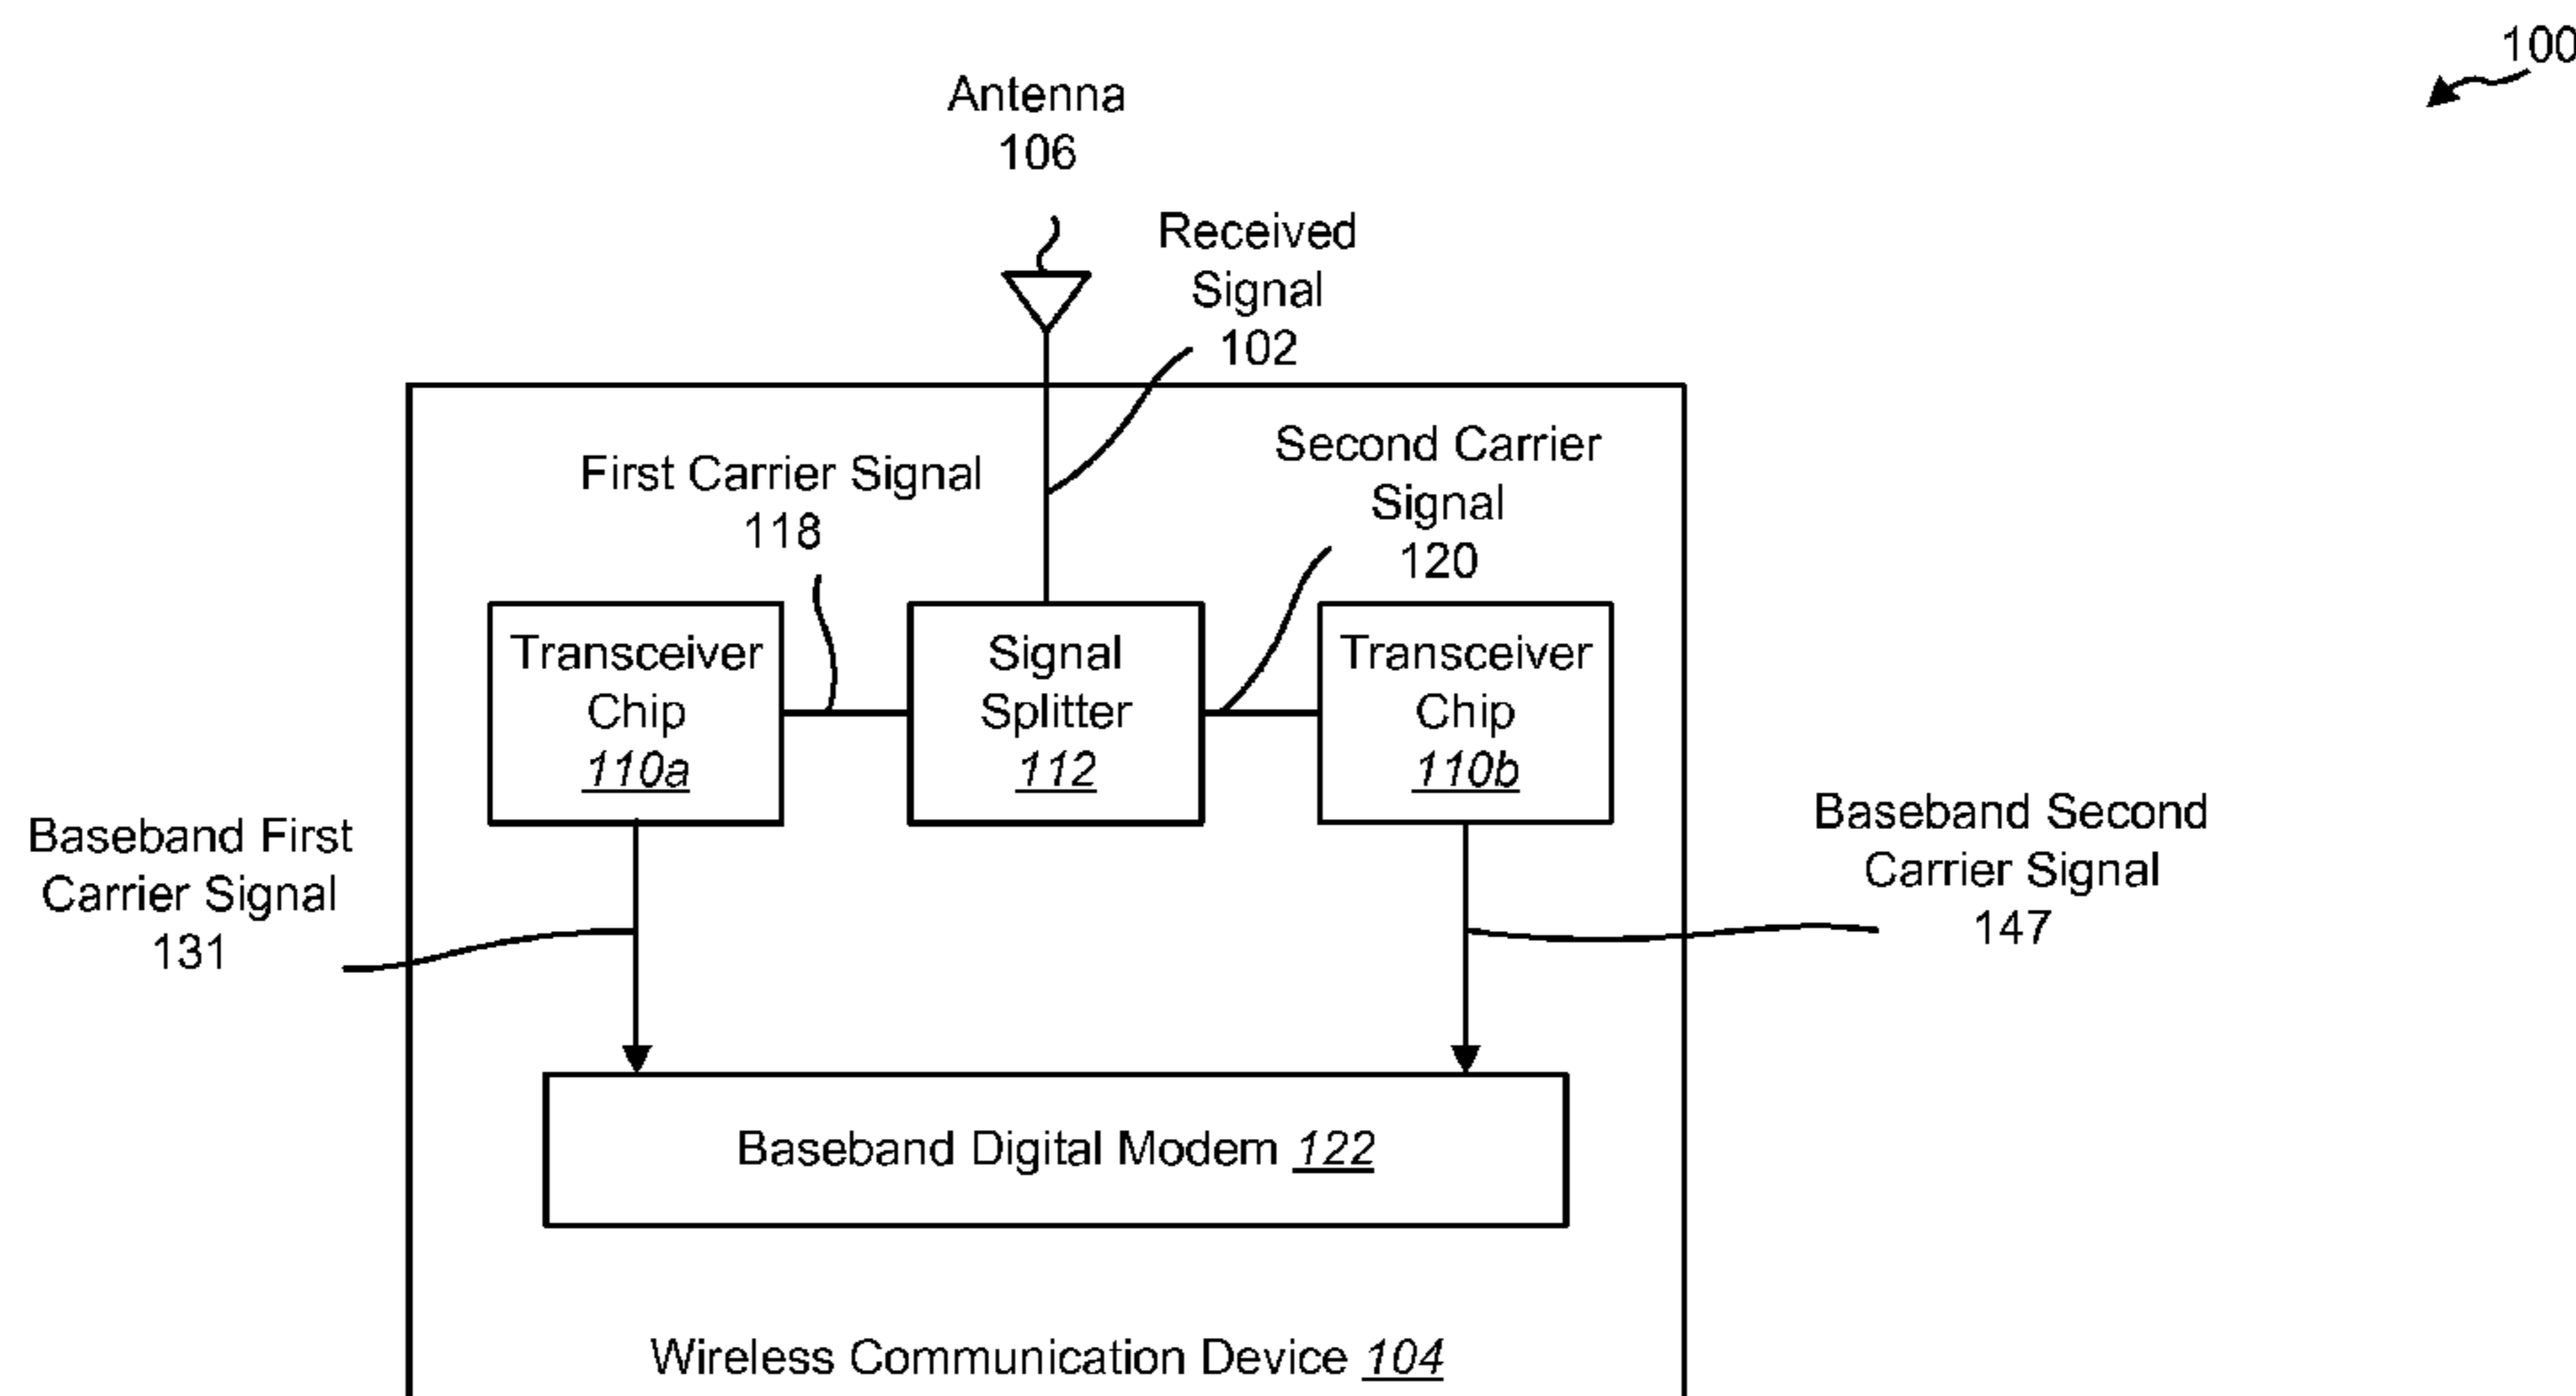 100
Antenna
106
Received
Signal
102
First Carrier Signal
118
Second Carrier
Signal
120
Transceiver
Chip
110a
Signal
Splitter
112
Transceiver
Chip
110b
Baseband First
Carrier Signal
131
Baseband Second
Carrier Signal
147
Baseband Digital Modem 122
Wireless Communication Device 104